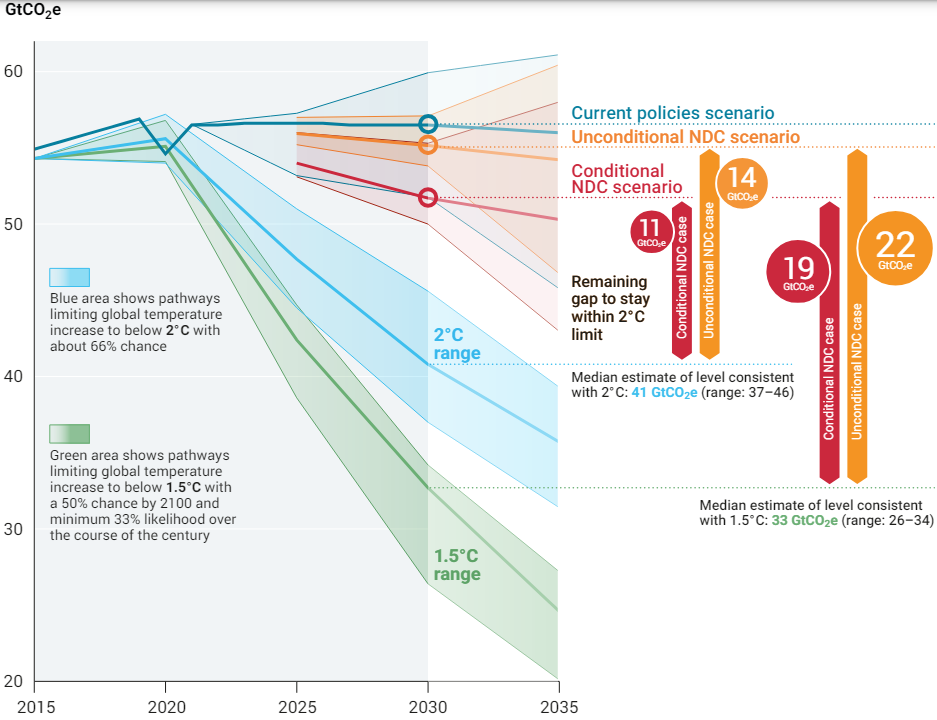 GtCO₂e
60
50
40
30
20
2015
2020
2025
2030
2035
Blue area shows pathways
limiting global temperature
increase to below 2°C with
about 66% chance
Green area shows pathways
limiting global temperature
increase to below 1.5°C with
a 50% chance by 2100 and
minimum 33% likelihood over
the course of the century
2°C
range
1.5°C
range
Current policies scenario
Unconditional NDC scenario
Conditional
NDC scenario
Remaining
gap to stay
within 2°C
limit
11
GtCO₂e
Conditional NDC case
14
GtCO₂e
Unconditional NDC case
19
GtCO₂e
Conditional NDC case
22
GtCO₂e
Unconditional NDC case
Median estimate of level consistent
with 2°C: 41 GtCO₂e (range: 37–46)
Median estimate of level consistent
with 1.5°C: 33 GtCO₂e (range: 26–34)